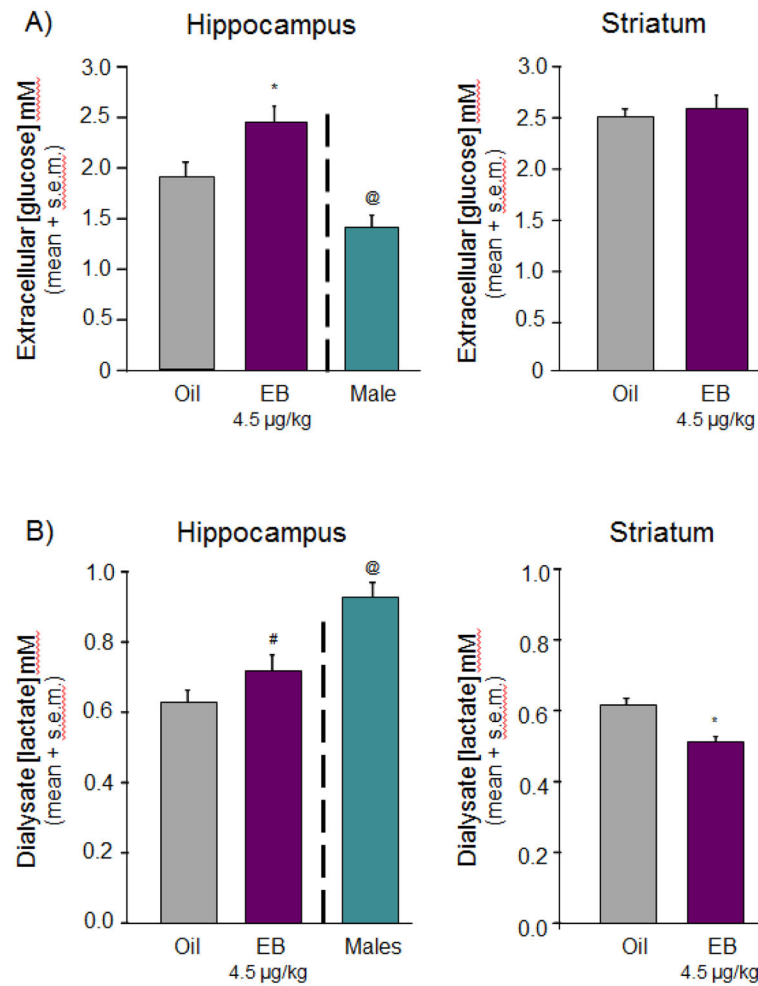 A)
Hippocampus
Extracellular [glucose] mM
(mean + s.e.m.)
3.0
2.5
2.0
1.5
1.0
0.5
0
*
@
Oil
EB
4.5 µg/kg
Male
Striatum
Extracellular [glucose] mM
(mean + s.e.m.)
3.0
2.5
2.0
1.5
1.0
0.5
0
Oil
EB
4.5 µg/kg
B)
Hippocampus
Dialysate [lactate] mM
(mean + s.e.m.)
1.0
0.8
0.6
0.4
0.2
0.0
#
@
Oil
EB
4.5 µg/kg
Males
Striatum
Dialysate [lactate] mM
(mean + s.e.m.)
1.0
0.8
0.6
0.4
0.2
0.0
*
Oil
EB
4.5 µg/kg